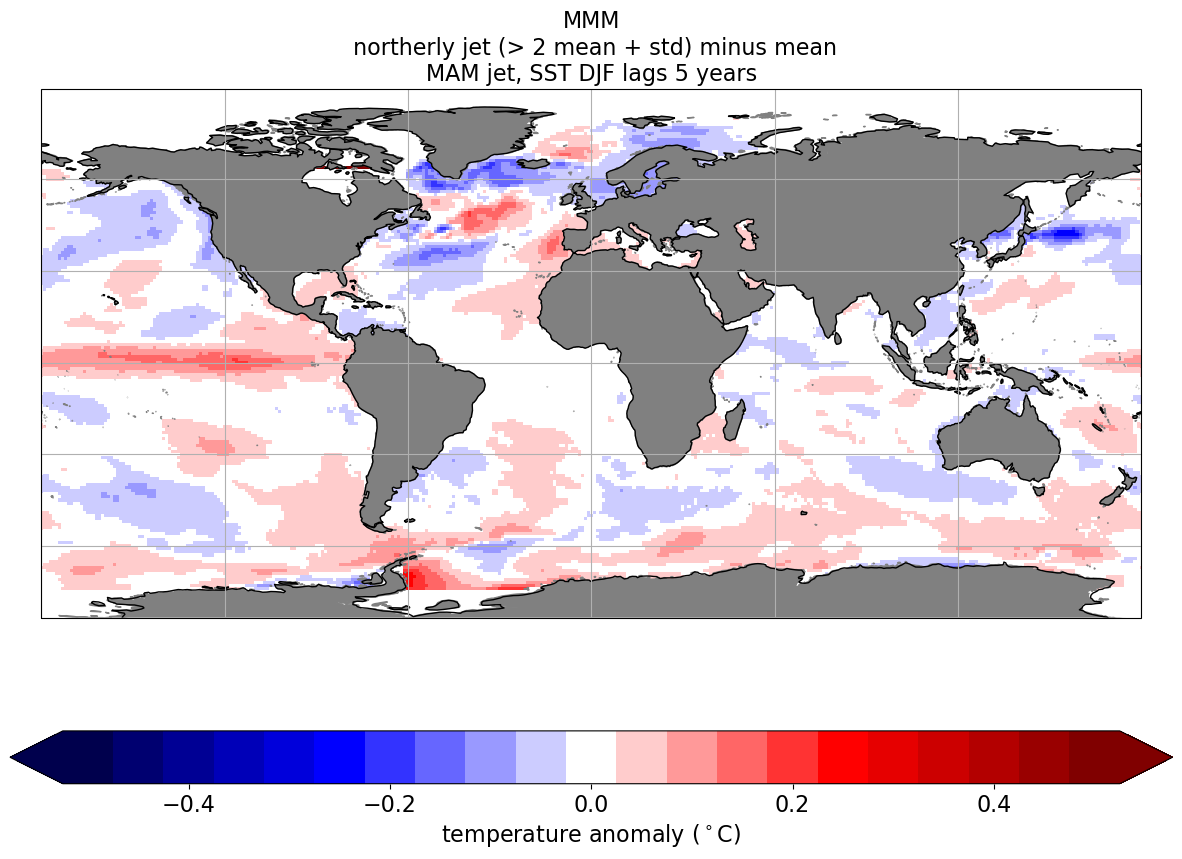 MMM
northerly jet (> 2 mean + std) minus mean
MAM jet, SST DJF lags 5 years
−0.4 −0.2 0.0 0.2 0.4
temperature anomaly (°C)